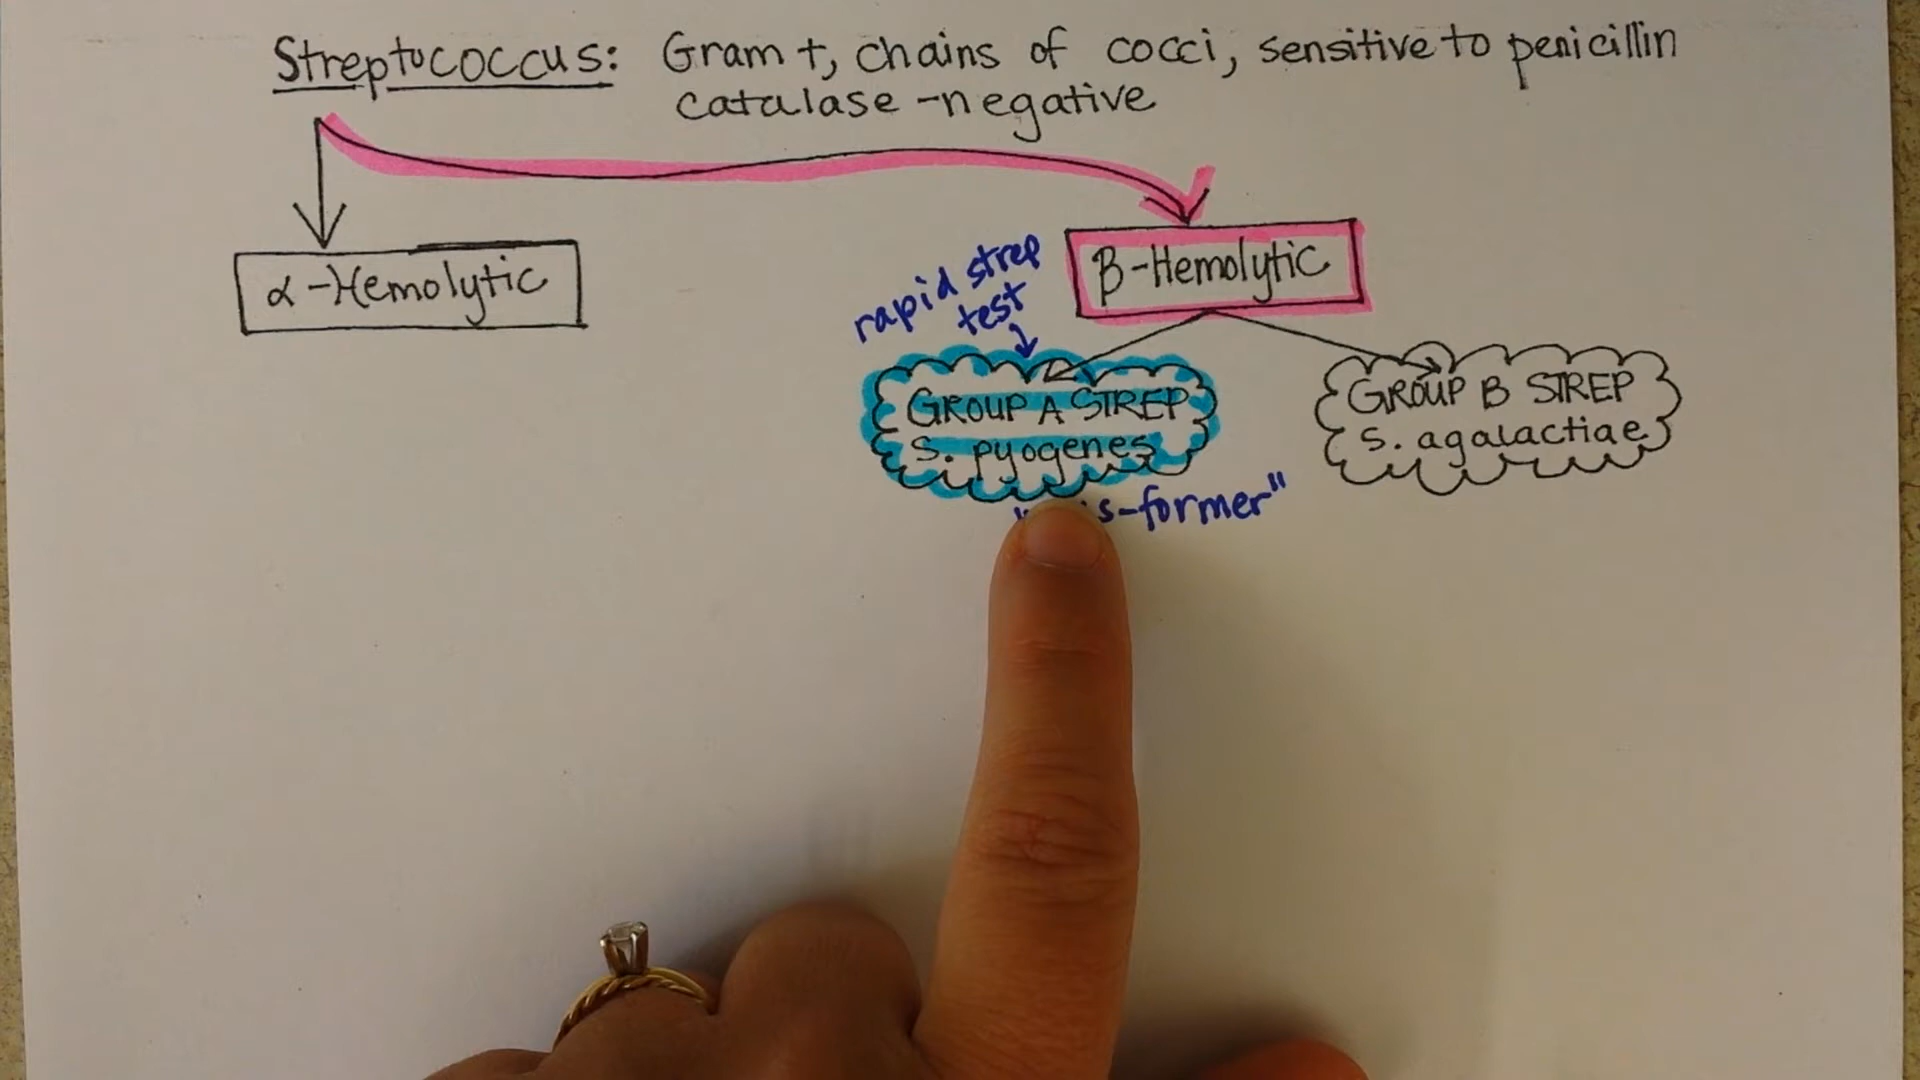 Streptococcus: Gram +, chains of cocci, sensitive to penicillin
catalase-negative
α-Hemolytic
β-Hemolytic
rapid strep
test
GROUP A STREP
S. pyogenes
GROUP B STREP
S. agalactiae
s-former"